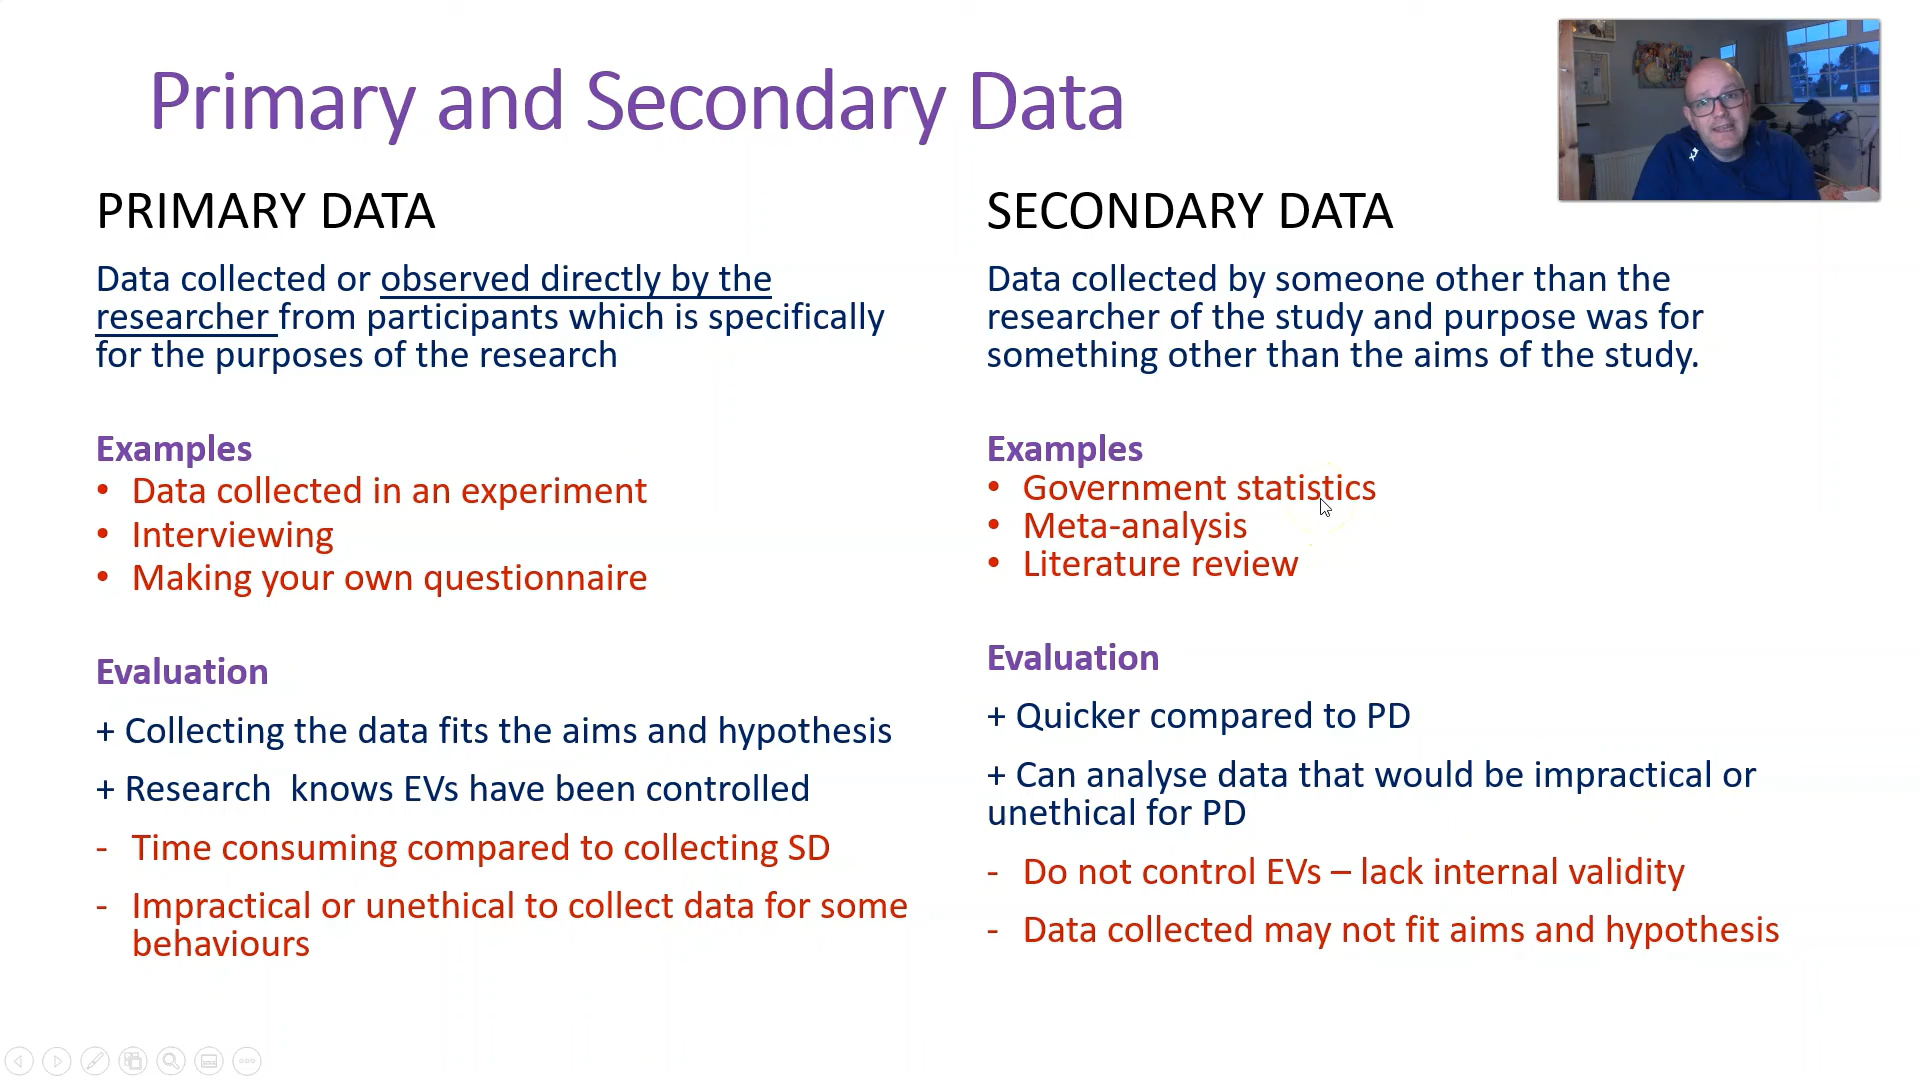 Primary and Secondary Data
PRIMARY DATA
Data collected or observed directly by the
researcher from participants which is specifically
for the purposes of the research
Examples
• Data collected in an experiment
• Interviewing
• Making your own questionnaire
Evaluation
+ Collecting the data fits the aims and hypothesis
+ Research  knows EVs have been controlled
- Time consuming compared to collecting SD
- Impractical or unethical to collect data for some
behaviours
SECONDARY DATA
Data collected by someone other than the
researcher of the study and purpose was for
something other than the aims of the study.
Examples
• Government statistics
• Meta-analysis
• Literature review
Evaluation
+ Quicker compared to PD
+ Can analyse data that would be impractical or
unethical for PD
- Do not control EVs – lack internal validity
- Data collected may not fit aims and hypothesis